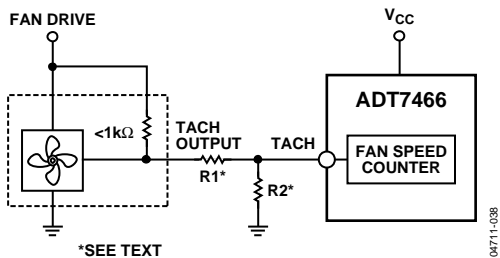 FAN DRIVE
VCC
ADT7466
<1kΩ
TACH
OUTPUT
TACH
FAN SPEED
COUNTER
R1*
R2*
*SEE TEXT
04711-038